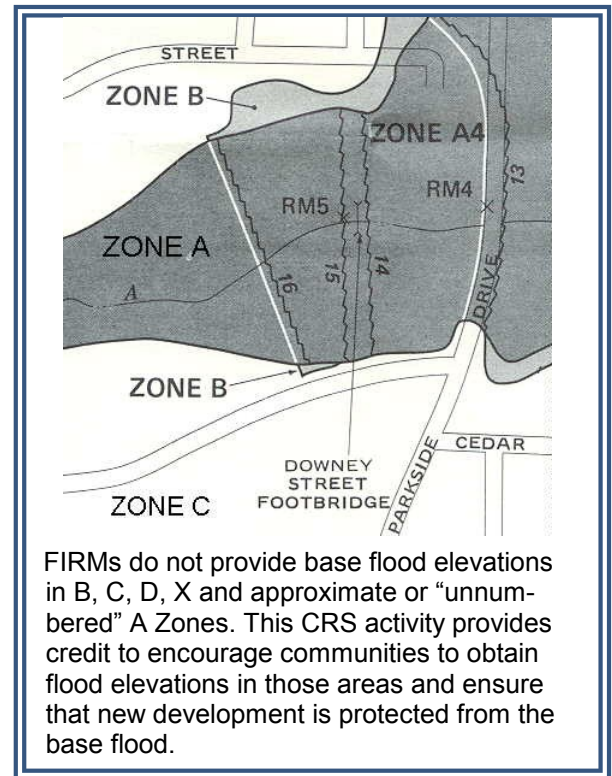 STREET
ZONE B
ZONE A4
13
RM5
RM4
ZONE A
A
16
15
14
DRIVE
ZONE B
DOWNEY
STREET
FOOTBRIDGE
PARKSIDE
CEDAR
ZONE C
FIRMs do not provide base flood elevations
in B, C, D, X and approximate or “unnum-
bered” A Zones. This CRS activity provides
credit to encourage communities to obtain
flood elevations in those areas and ensure
that new development is protected from the
base flood.